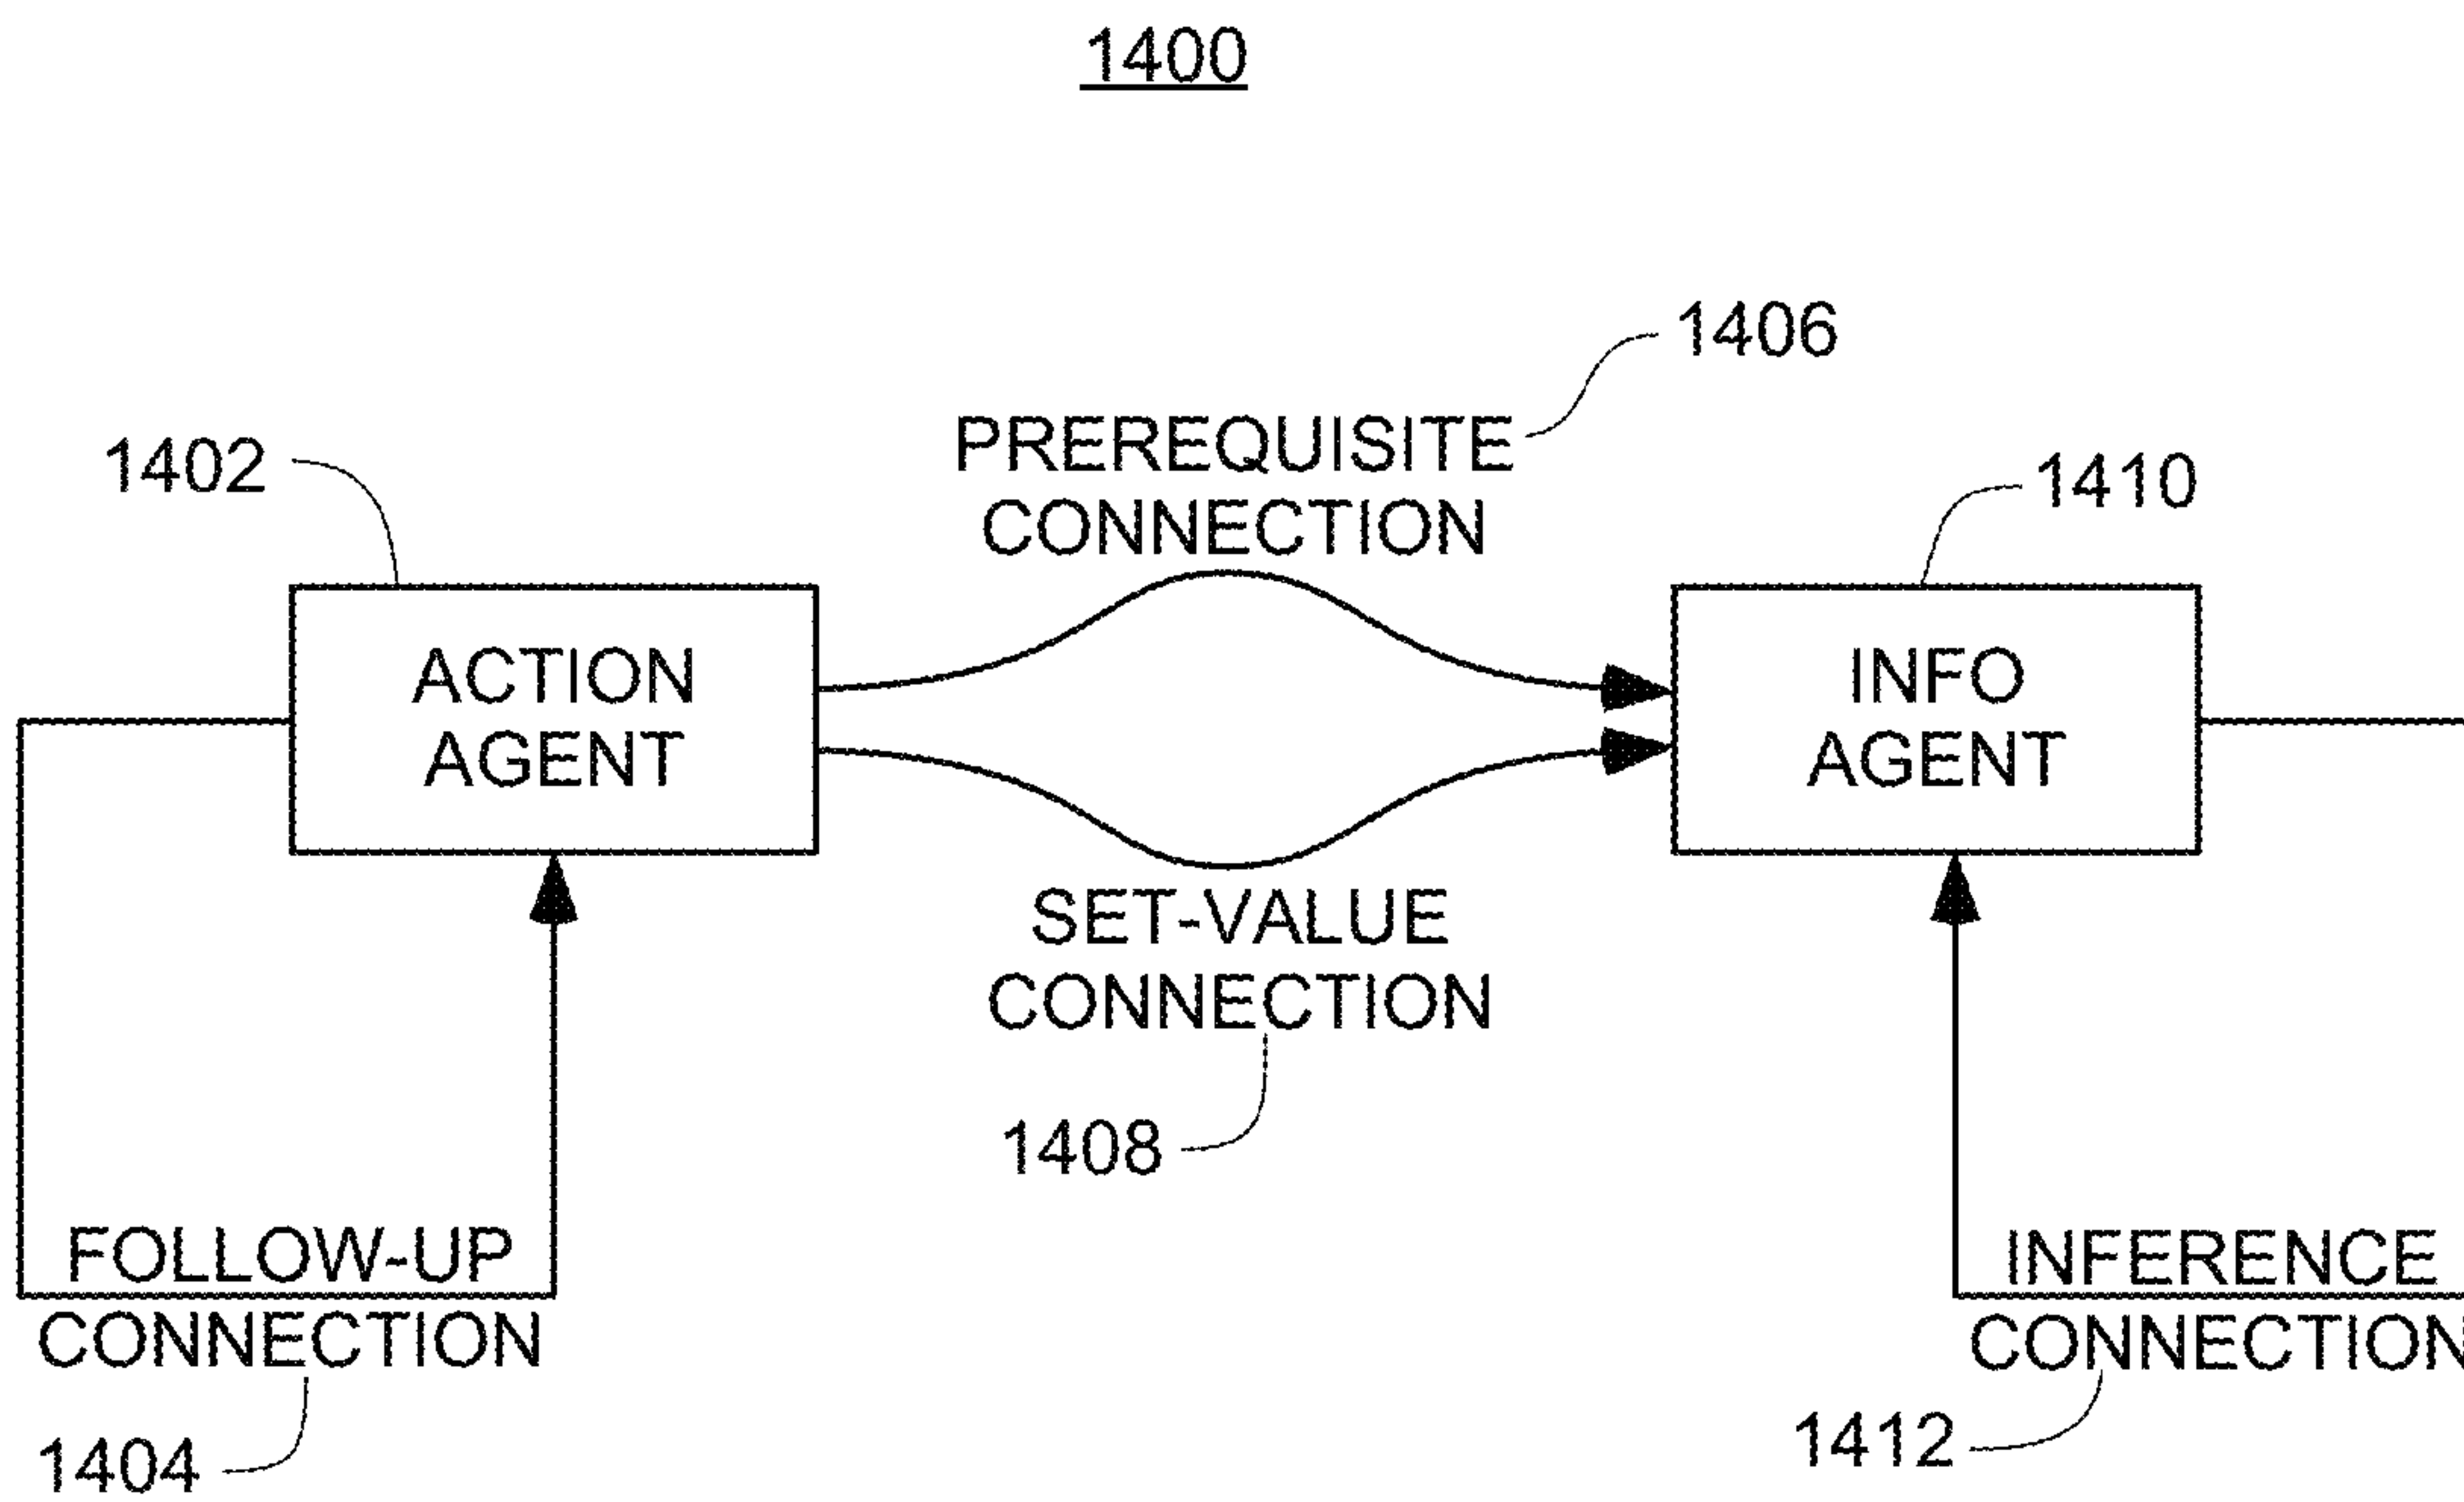 1400
1406
PREREQUISITE
CONNECTION
1402
1410
ACTION
AGENT
INFO
AGENT
SET-VALUE
CONNECTION
1408
FOLLOW-UP
CONNECTION
1404
INFERENCE
CONNECTION
1412